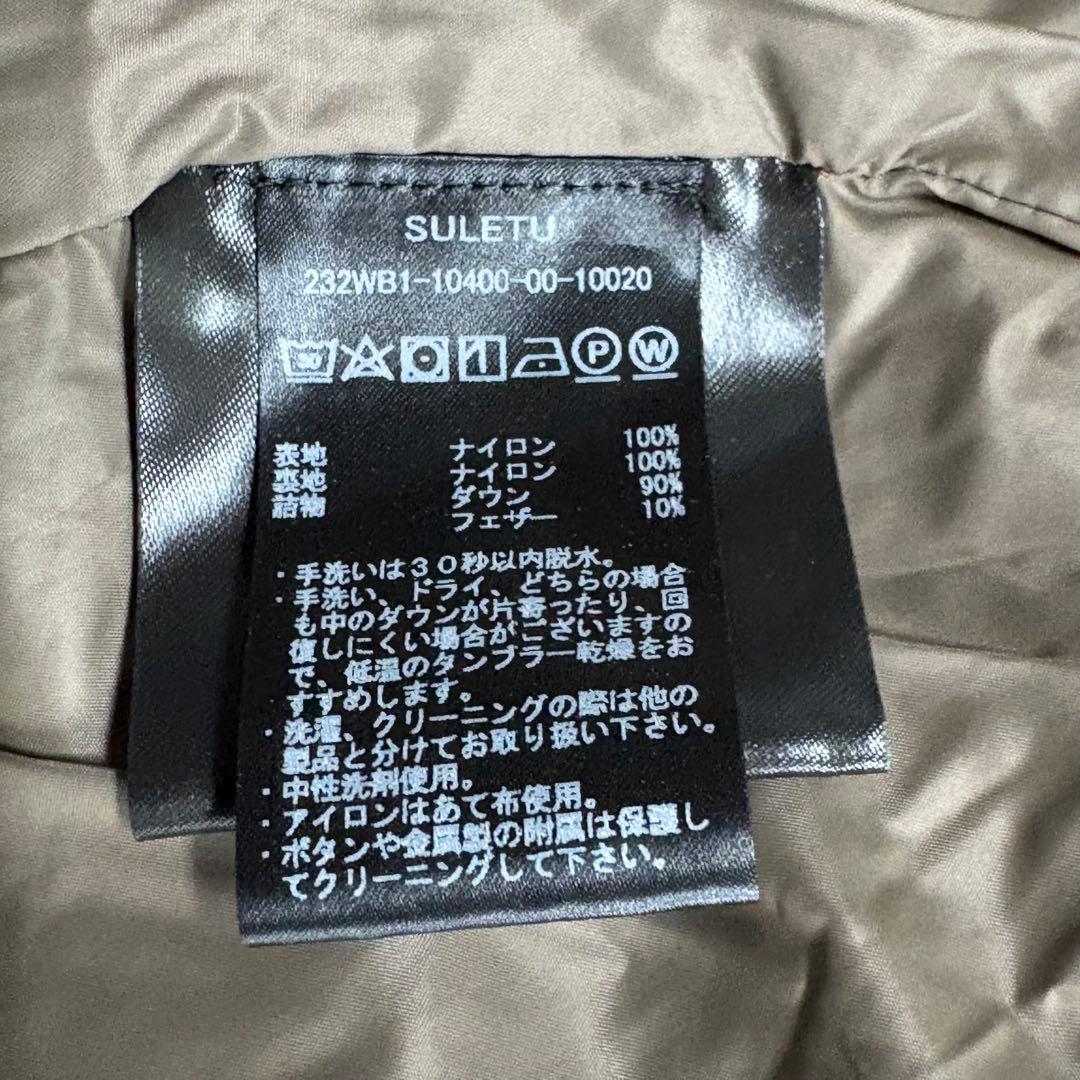 SULETU
232WB1-10400-00-10020
P W
表地 ナイロン 100%
裏地 ナイロン 100%
詰物 ダウン 90%
フェザー 10%
・手洗いは30秒以内脱水。
・手洗い、ドライ、どちらの場合
も中のダウンが片寄ったり、回
復しにくい場合がございますの
で、低温のタンブラー乾燥をお
すすめします。
・洗濯、クリーニングの際は他の
製品と分けてお取り扱い下さい。
・中性洗剤使用。
・アイロンはあて布使用。
・ボタンや金属製の附属は保護し
てクリーニングして下さい。